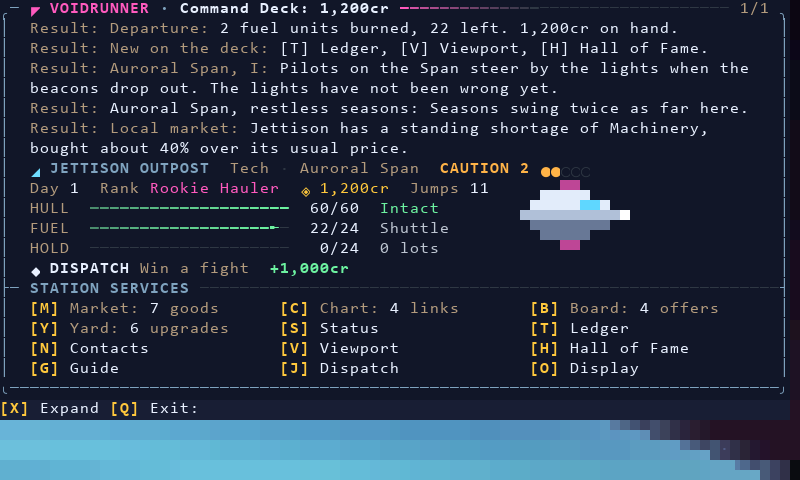 VOIDRUNNER · Command Deck: 1,200cr 1/1
Result: Departure: 2 fuel units burned, 22 left. 1,200cr on hand.
Result: New on the deck: [T] Ledger, [V] Viewport, [H] Hall of Fame.
Result: Auroral Span, I: Pilots on the Span steer by the lights when the
beacons drop out. The lights have not been wrong yet.
Result: Auroral Span, restless seasons: Seasons swing twice as far here.
Result: Local market: Jettison has a standing shortage of Machinery,
bought about 40% over its usual price.
JETTISON OUTPOST Tech · Auroral Span CAUTION 2
Day 1 Rank Rookie Hauler 1,200cr Jumps 11
HULL 60/60 Intact
FUEL 22/24 Shuttle
HOLD 0/24 0 lots
DISPATCH Win a fight +1,000cr
STATION SERVICES
[M] Market: 7 goods [C] Chart: 4 links [B] Board: 4 offers
[Y] Yard: 6 upgrades [S] Status [T] Ledger
[N] Contacts [V] Viewport [H] Hall of Fame
[G] Guide [J] Dispatch [O] Display
[X] Expand [Q] Exit: